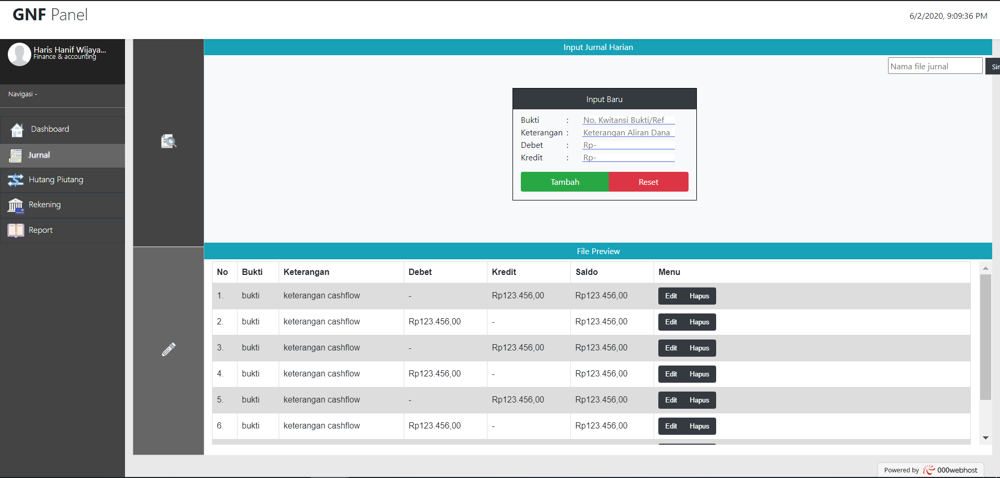 GNF Panel
6/2/2020, 9:09:36 PM
Haris Hanif Wijaya...
Finance & accounting
Navigasi -
Dashboard
Jurnal
Hutang Piutang
Rekening
Report
Input Jurnal Harian
Nama file jurnal
Input Baru
Bukti : No. Kwitansi Bukti/Ref
Keterangan : Keterangan Aliran Dana
Debet : Rp-
Kredit : Rp-
Tambah Reset
File Preview
No Bukti Keterangan Debet Kredit Saldo Menu
1. bukti keterangan cashflow - Rp123.456,00 Rp123.456,00 Edit Hapus
2. bukti keterangan cashflow Rp123.456,00 - Rp123.456,00 Edit Hapus
3. bukti keterangan cashflow - Rp123.456,00 Rp123.456,00 Edit Hapus
4. bukti keterangan cashflow Rp123.456,00 - Rp123.456,00 Edit Hapus
5. bukti keterangan cashflow - Rp123.456,00 Rp123.456,00 Edit Hapus
6. bukti keterangan cashflow Rp123.456,00 - Rp123.456,00 Edit Hapus
Powered by 000webhost